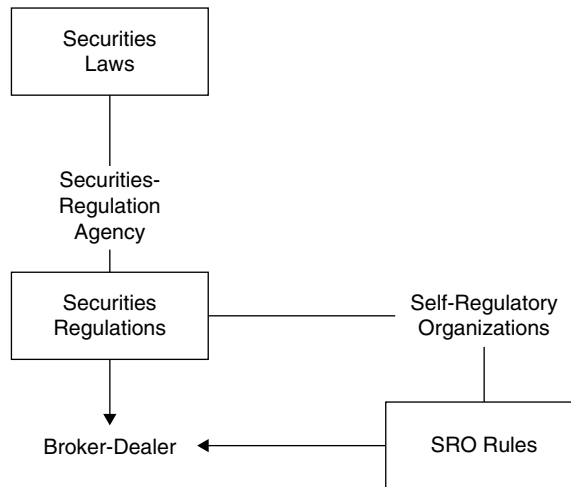 Securities
Laws
Securities-
Regulation
Agency
Securities
Regulations
Self-Regulatory
Organizations
Broker-Dealer
SRO Rules